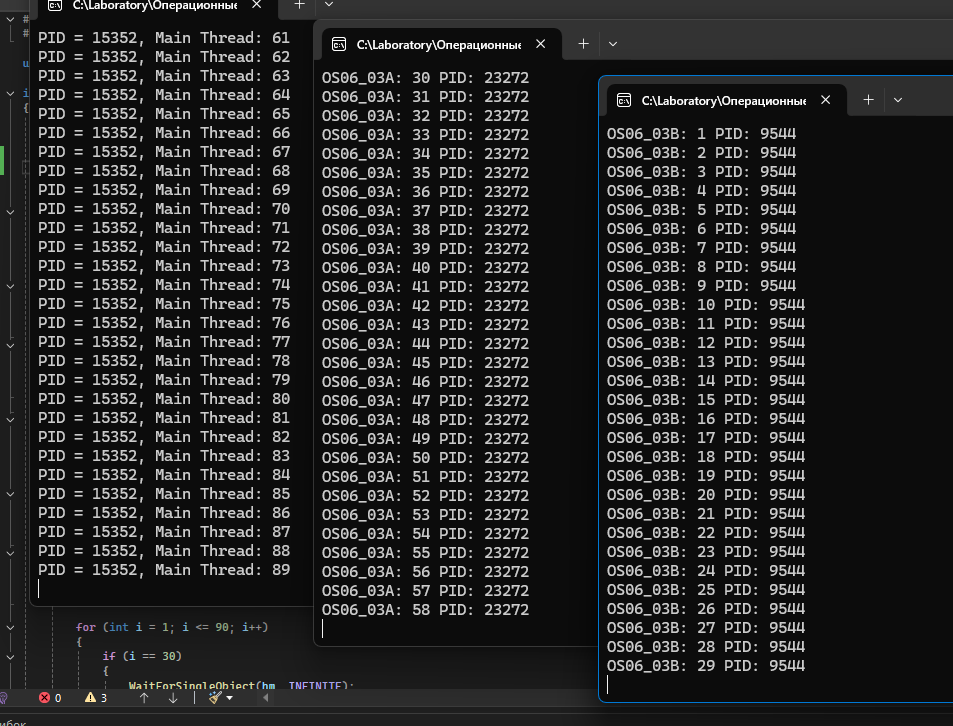 C:\Laboratory\Операционные
PID = 15352, Main Thread: 61
PID = 15352, Main Thread: 62
PID = 15352, Main Thread: 63
PID = 15352, Main Thread: 64
PID = 15352, Main Thread: 65
PID = 15352, Main Thread: 66
PID = 15352, Main Thread: 67
PID = 15352, Main Thread: 68
PID = 15352, Main Thread: 69
PID = 15352, Main Thread: 70
PID = 15352, Main Thread: 71
PID = 15352, Main Thread: 72
PID = 15352, Main Thread: 73
PID = 15352, Main Thread: 74
PID = 15352, Main Thread: 75
PID = 15352, Main Thread: 76
PID = 15352, Main Thread: 77
PID = 15352, Main Thread: 78
PID = 15352, Main Thread: 79
PID = 15352, Main Thread: 80
PID = 15352, Main Thread: 81
PID = 15352, Main Thread: 82
PID = 15352, Main Thread: 83
PID = 15352, Main Thread: 84
PID = 15352, Main Thread: 85
PID = 15352, Main Thread: 86
PID = 15352, Main Thread: 87
PID = 15352, Main Thread: 88
PID = 15352, Main Thread: 89
C:\Laboratory\Операционные
OS06_03A: 30 PID: 23272
OS06_03A: 31 PID: 23272
OS06_03A: 32 PID: 23272
OS06_03A: 33 PID: 23272
OS06_03A: 34 PID: 23272
OS06_03A: 35 PID: 23272
OS06_03A: 36 PID: 23272
OS06_03A: 37 PID: 23272
OS06_03A: 38 PID: 23272
OS06_03A: 39 PID: 23272
OS06_03A: 40 PID: 23272
OS06_03A: 41 PID: 23272
OS06_03A: 42 PID: 23272
OS06_03A: 43 PID: 23272
OS06_03A: 44 PID: 23272
OS06_03A: 45 PID: 23272
OS06_03A: 46 PID: 23272
OS06_03A: 47 PID: 23272
OS06_03A: 48 PID: 23272
OS06_03A: 49 PID: 23272
OS06_03A: 50 PID: 23272
OS06_03A: 51 PID: 23272
OS06_03A: 52 PID: 23272
OS06_03A: 53 PID: 23272
OS06_03A: 54 PID: 23272
OS06_03A: 55 PID: 23272
OS06_03A: 56 PID: 23272
OS06_03A: 57 PID: 23272
OS06_03A: 58 PID: 23272
C:\Laboratory\Операционные
OS06_03B: 1 PID: 9544
OS06_03B: 2 PID: 9544
OS06_03B: 3 PID: 9544
OS06_03B: 4 PID: 9544
OS06_03B: 5 PID: 9544
OS06_03B: 6 PID: 9544
OS06_03B: 7 PID: 9544
OS06_03B: 8 PID: 9544
OS06_03B: 9 PID: 9544
OS06_03B: 10 PID: 9544
OS06_03B: 11 PID: 9544
OS06_03B: 12 PID: 9544
OS06_03B: 13 PID: 9544
OS06_03B: 14 PID: 9544
OS06_03B: 15 PID: 9544
OS06_03B: 16 PID: 9544
OS06_03B: 17 PID: 9544
OS06_03B: 18 PID: 9544
OS06_03B: 19 PID: 9544
OS06_03B: 20 PID: 9544
OS06_03B: 21 PID: 9544
OS06_03B: 22 PID: 9544
OS06_03B: 23 PID: 9544
OS06_03B: 24 PID: 9544
OS06_03B: 25 PID: 9544
OS06_03B: 26 PID: 9544
OS06_03B: 27 PID: 9544
OS06_03B: 28 PID: 9544
OS06_03B: 29 PID: 9544
for (int i = 1; i <= 90; i++)
{
if (i == 30)
{
WaitForSingleObject(hm, INFINITE);
0 3